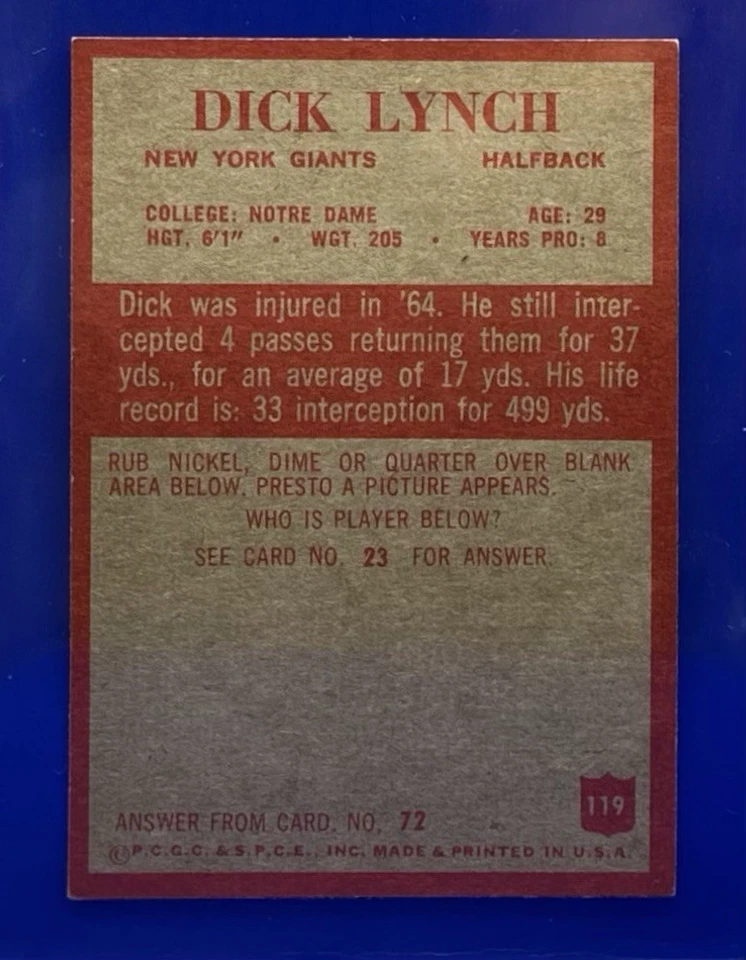 DICK LYNCH
NEW YORK GIANTS HALFBACK
COLLEGE: NOTRE DAME AGE: 29
HGT. 6'1" • WGT. 205 • YEARS PRO: 8
Dick was injured in '64. He still inter-
cepted 4 passes returning them for 37
yds., for an average of 17 yds. His life
record is: 33 interception for 499 yds.
RUB NICKEL, DIME OR QUARTER OVER BLANK
AREA BELOW. PRESTO A PICTURE APPEARS.
WHO IS PLAYER BELOW?
SEE CARD NO. 23 FOR ANSWER.
119
ANSWER FROM CARD. NO. 72
©P.C.G.C. & S.P.C.E., INC. MADE & PRINTED IN U.S.A.